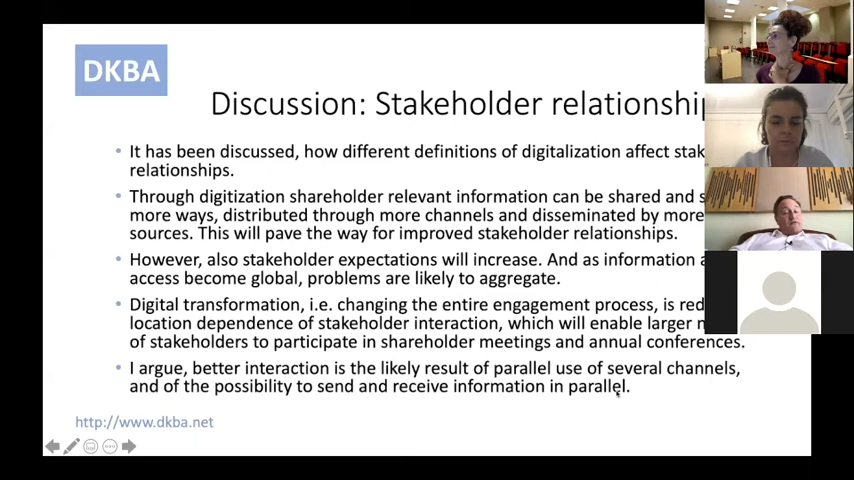 DKBA
Discussion: Stakeholder relationship
It has been discussed, how different definitions of digitalization affect
relationships.
Through digitization shareholder relevant information can be shared and
more ways, distributed through more channels and disseminated by more
sources. This will pave the way for improved stakeholder relationships.
However, also stakeholder expectations will increase. And as information
access become global, problems are likely to aggregate.
Digital transformation, i.e. changing the entire engagement process, is
location dependence of stakeholder interaction, which will enable larger
of stakeholders to participate in shareholder meetings and annual conferences.
I argue, better interaction is the likely result of parallel use of several channels,
and of the possibility to send and receive information in parallel.
http://www.dkba.net